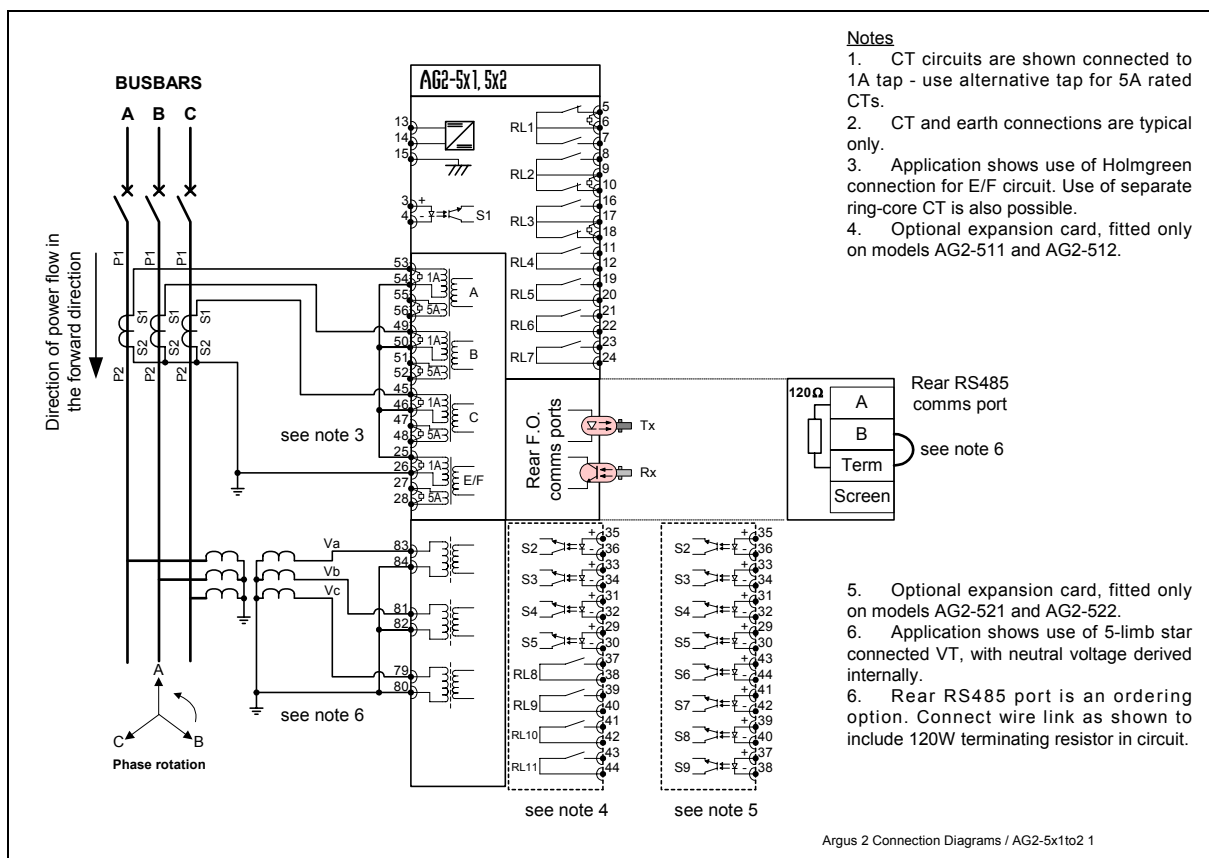 Notes
1. CT circuits are shown connected to
1A tap - use alternative tap for 5A rated
CTs.
2. CT and earth connections are typical
only.
3. Application shows use of Holmgreen
connection for E/F circuit. Use of separate
ring-core CT is also possible.
4. Optional expansion card, fitted only
on models AG2-511 and AG2-512.
BUSBARS
A B C
Direction of power flow in
the forward direction
P1 P1 P1
S1 S1 S1
S2 S2 S2
P2 P2 P2
see note 3
AG2-5x1, 5x2
13
14
15
3 +
4 -
S1
53
54 1A
A
55
56 5A
49
50 1A
B
51
52 5A
45
46 1A
C
47
48 5A
25
26 1A
E/F
27
28 5A
RL1
5
6
7
RL2
8
9
10
RL3
16
17
18
RL4
11
12
RL5
19
20
RL6
21
22
RL7
23
24
Rear F.O.
comms ports
Tx
Rx
120Ω
A
B
Term
Screen
Rear RS485
comms port
see note 6
Va
Vb
Vc
83
84
81
82
79
80
see note 6
A
C B
Phase rotation
S2 + 35
- 36
S3 + 33
- 34
S4 + 31
- 32
S5 + 29
- 30
RL8 37
38
RL9 39
40
RL10 41
42
RL11 43
44
see note 4
S2 + 35
- 36
S3 + 33
- 34
S4 + 31
- 32
S5 + 29
- 30
S6 + 43
- 44
S7 + 41
- 42
S8 + 39
- 40
S9 + 37
- 38
see note 5
5. Optional expansion card, fitted only
on models AG2-521 and AG2-522.
6. Application shows use of 5-limb star
connected VT, with neutral voltage derived
internally.
6. Rear RS485 port is an ordering
option. Connect wire link as shown to
include 120W terminating resistor in circuit.
Argus 2 Connection Diagrams / AG2-5x1to2 1